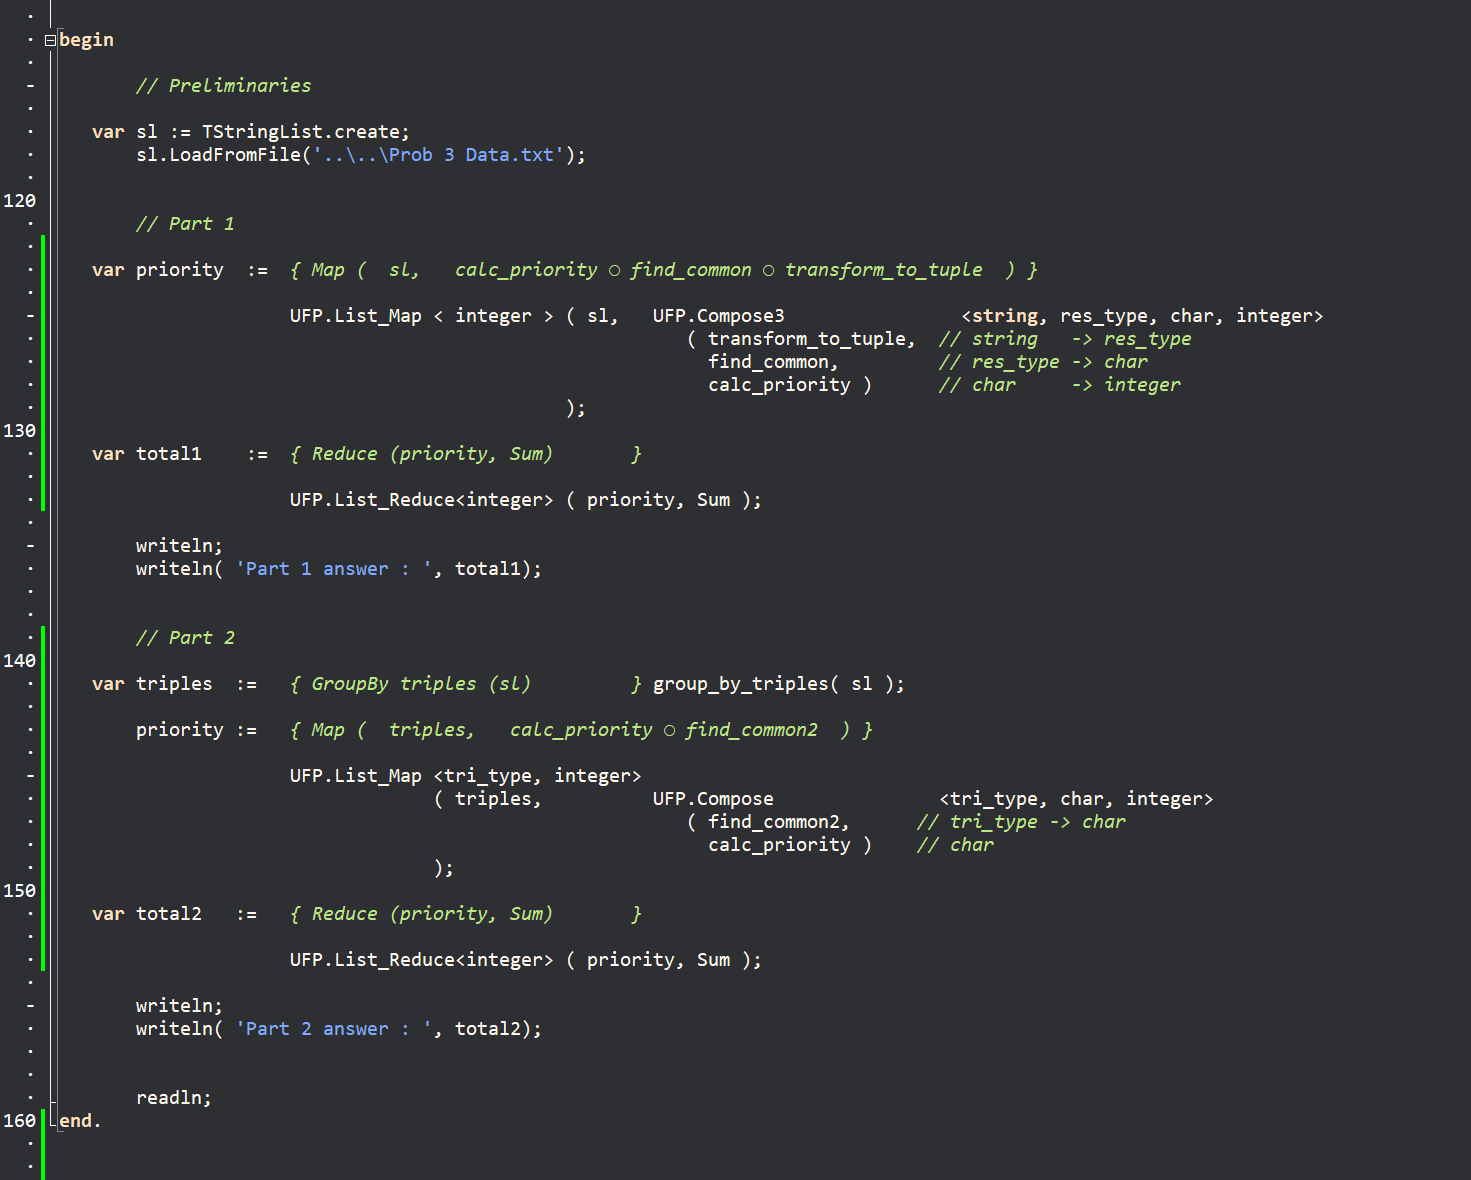 begin
// Preliminaries
var sl := TStringList.create;
sl.LoadFromFile('..\..\Prob 3 Data.txt');
120
// Part 1
var priority := { Map ( sl, calc_priority ○ find_common ○ transform_to_tuple ) }
UFP.List_Map < integer > ( sl, UFP.Compose3 <string, res_type, char, integer>
( transform_to_tuple, // string -> res_type
find_common, // res_type -> char
calc_priority ) // char -> integer
);
130
var total1 := { Reduce (priority, Sum) }
UFP.List_Reduce<integer> ( priority, Sum );
writeln;
writeln( 'Part 1 answer : ', total1);
// Part 2
140
var triples := { GroupBy triples (sl) } group_by_triples( sl );
priority := { Map ( triples, calc_priority ○ find_common2 ) }
UFP.List_Map <tri_type, integer>
( triples, UFP.Compose <tri_type, char, integer>
( find_common2, // tri_type -> char
calc_priority ) // char
);
150
var total2 := { Reduce (priority, Sum) }
UFP.List_Reduce<integer> ( priority, Sum );
writeln;
writeln( 'Part 2 answer : ', total2);
readln;
160 end.